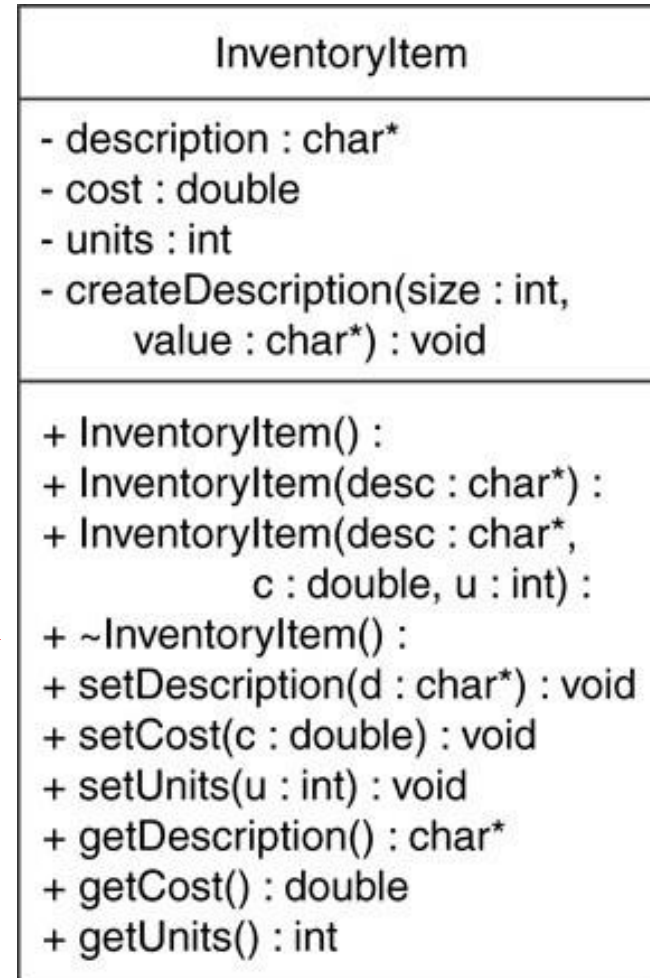 InventoryItem
- description : char*
- cost : double
- units : int
- createDescription(size : int,
value : char*) : void
+ InventoryItem() :
+ InventoryItem(desc : char*) :
+ InventoryItem(desc : char*,
c : double, u : int) :
+ ~InventoryItem() :
+ setDescription(d : char*) : void
+ setCost(c : double) : void
+ setUnits(u : int) : void
+ getDescription() : char*
+ getCost() : double
+ getUnits() : int